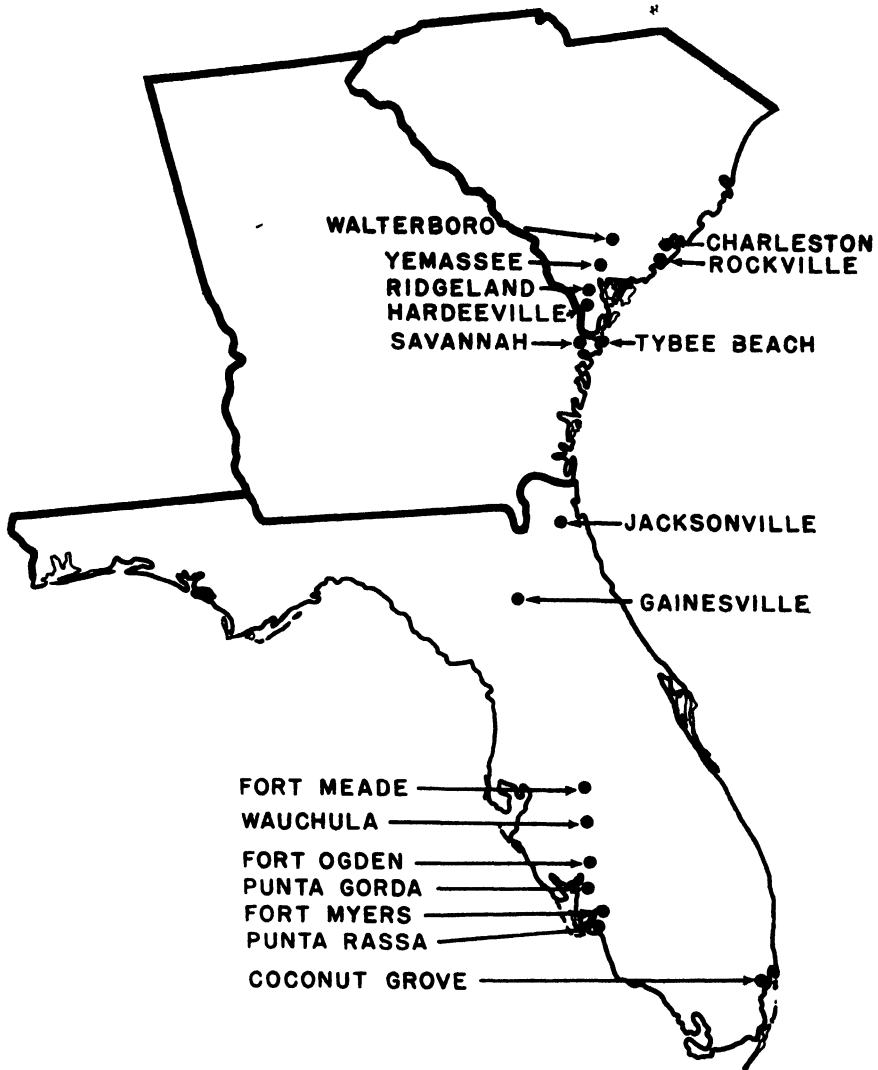 WALTERBORO
CHARLESTON
YEMASSEE
ROCKVILLE
RIDGELAND
HARDEEVILLE
SAVANNAH
TYBEE BEACH
JACKSONVILLE
GAINESVILLE
FORT MEADE
WAUCHULA
FORT OGDEN
PUNTA GORDA
FORT MYERS
PUNTA RASSA
COCONUT GROVE